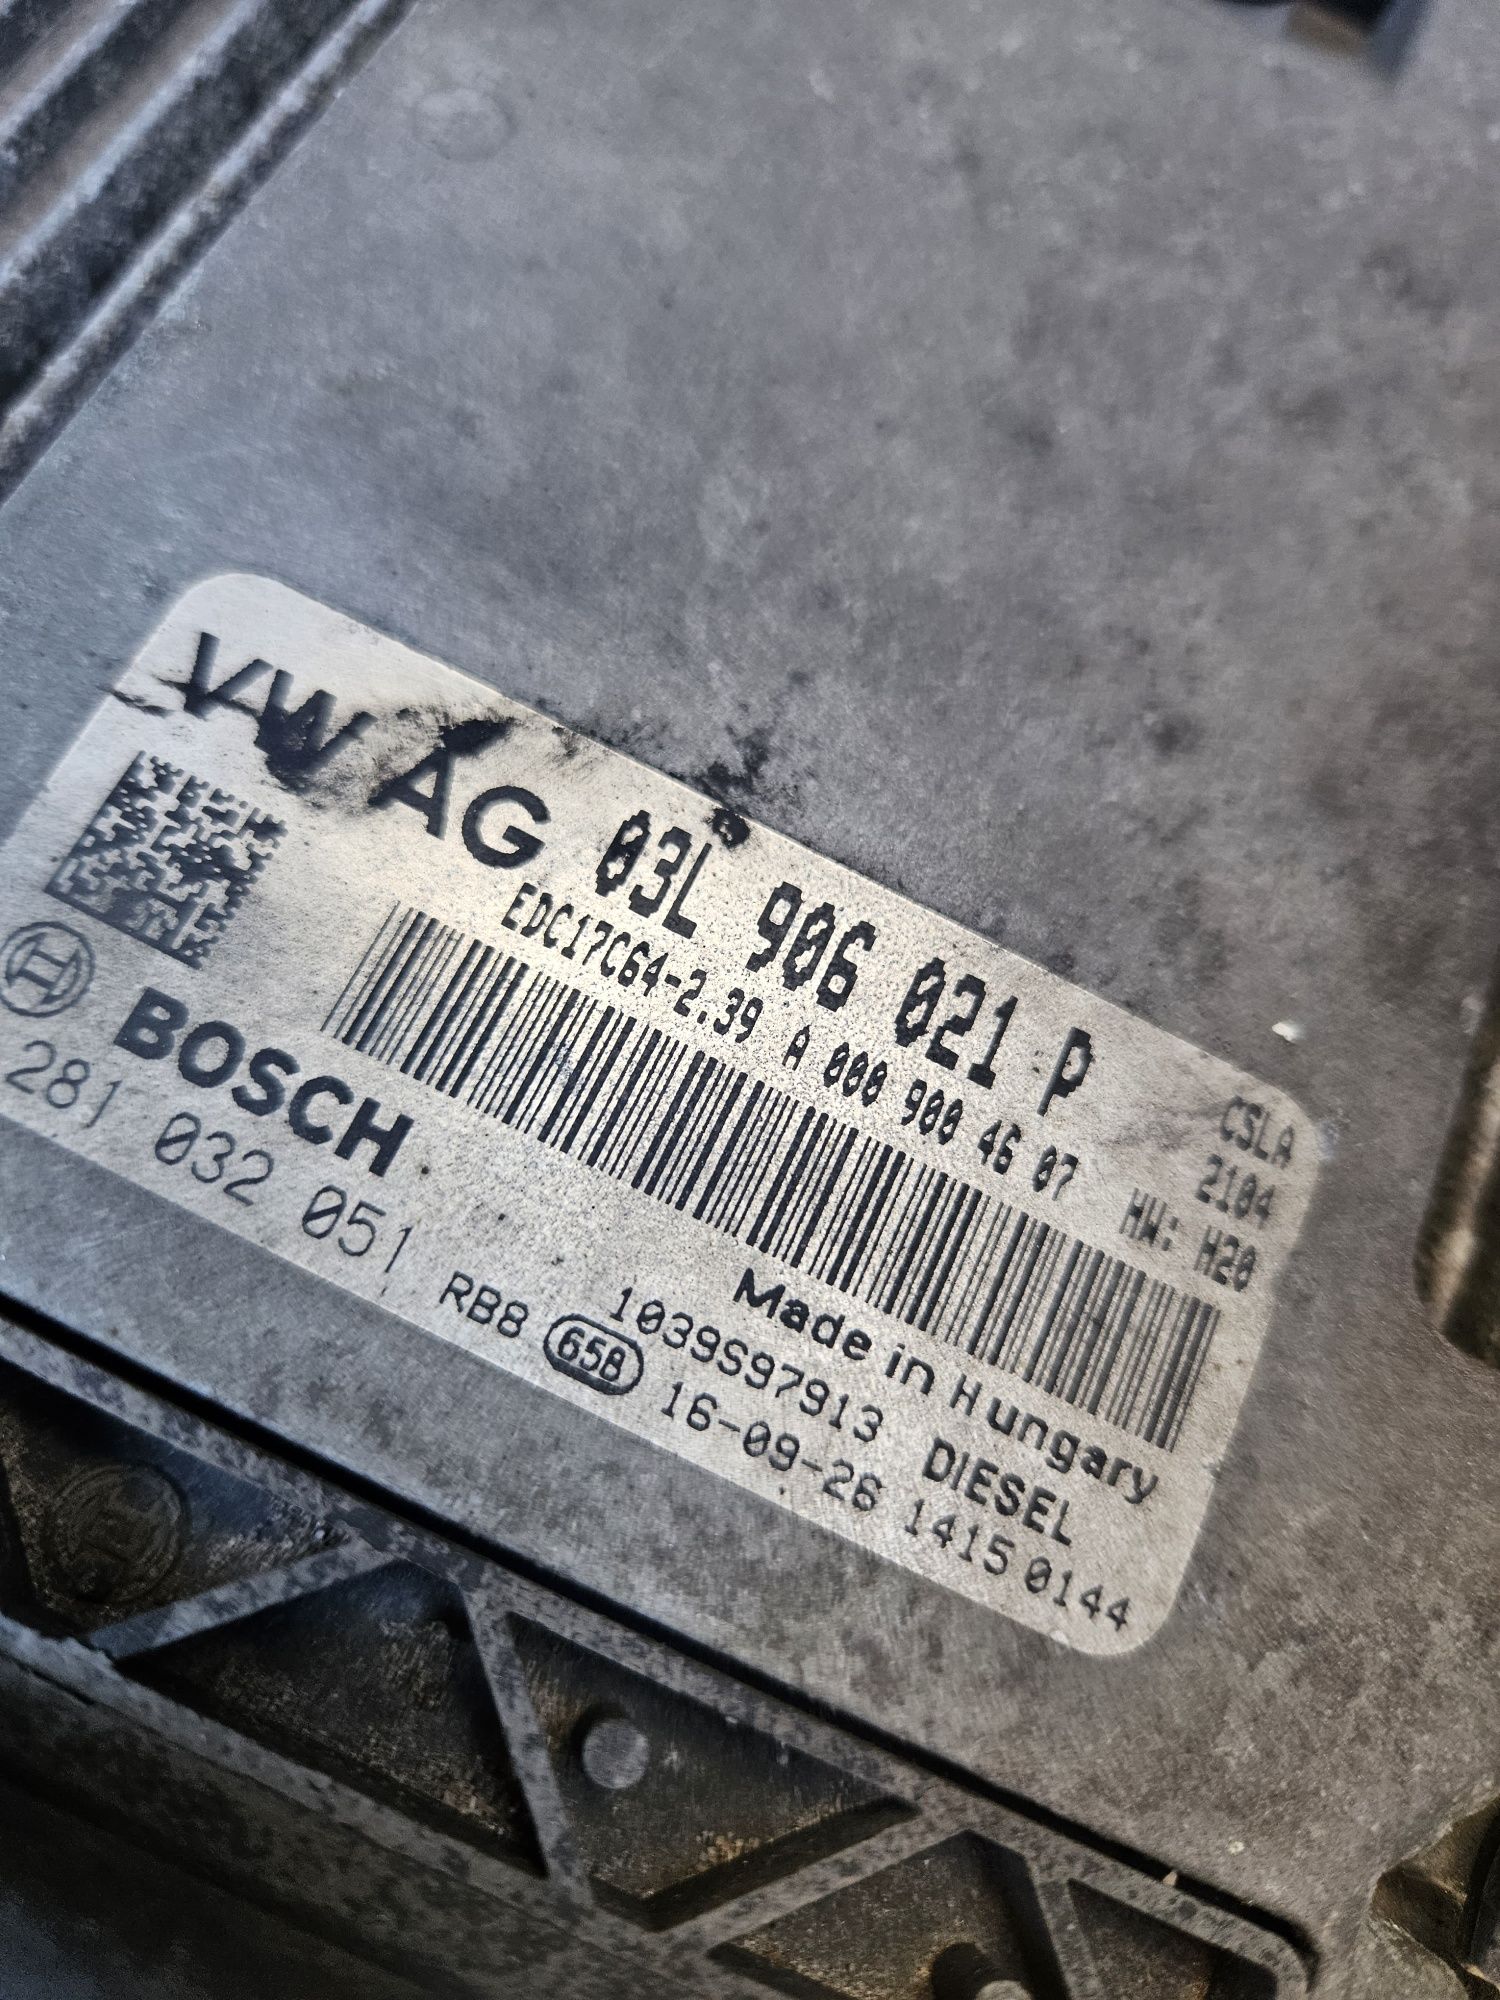 VW AG 03L 906 021 P
EDC17C64-2.39 A 000 900 46 07
CSLA
2104
HW: H20
BOSCH
281 032 051
Made in Hungary
1039S97913 DIESEL
RB8 658 16-09-26 1415 0144